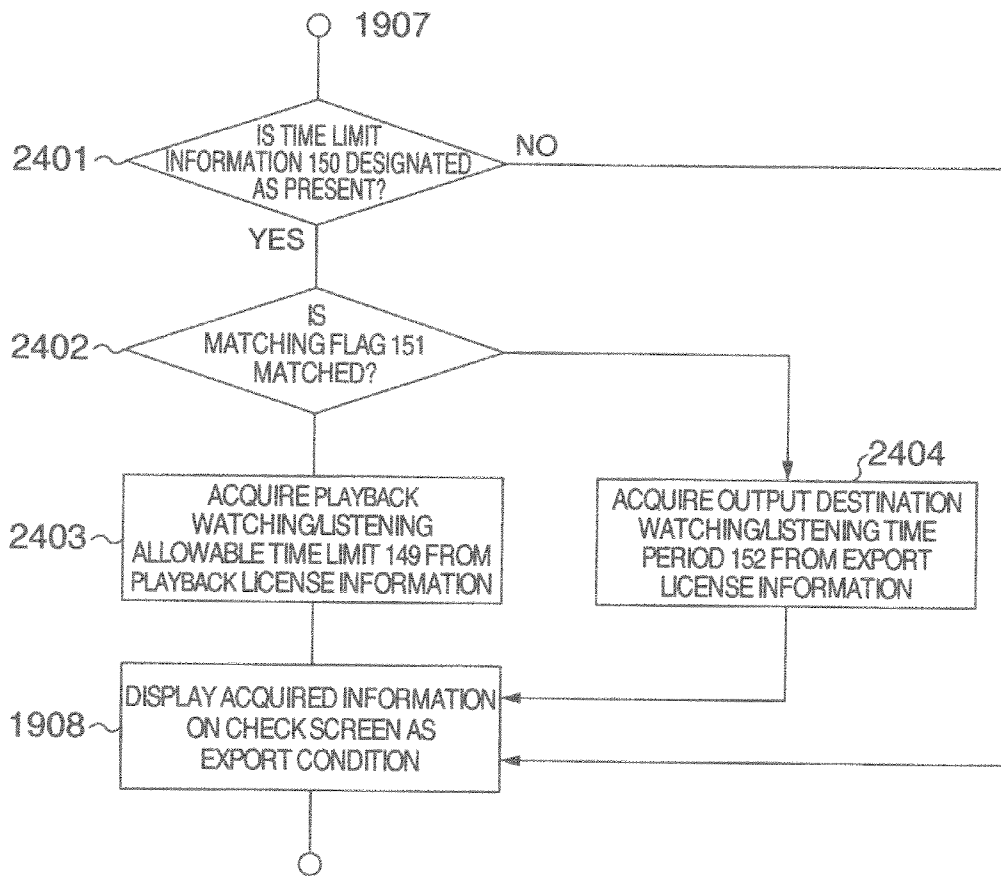 1907
2401
IS TIME LIMIT
INFORMATION 150 DESIGNATED
AS PRESENT?
NO
YES
2402
IS
MATCHING FLAG 151
MATCHED?
2403
ACQUIRE PLAYBACK
WATCHING/LISTENING
ALLOWABLE TIME LIMIT 149 FROM
PLAYBACK LICENSE INFORMATION
2404
ACQUIRE OUTPUT DESTINATION
WATCHING/LISTENING TIME
PERIOD 152 FROM EXPORT
LICENSE INFORMATION
1908
DISPLAY ACQUIRED INFORMATION
ON CHECK SCREEN AS
EXPORT CONDITION